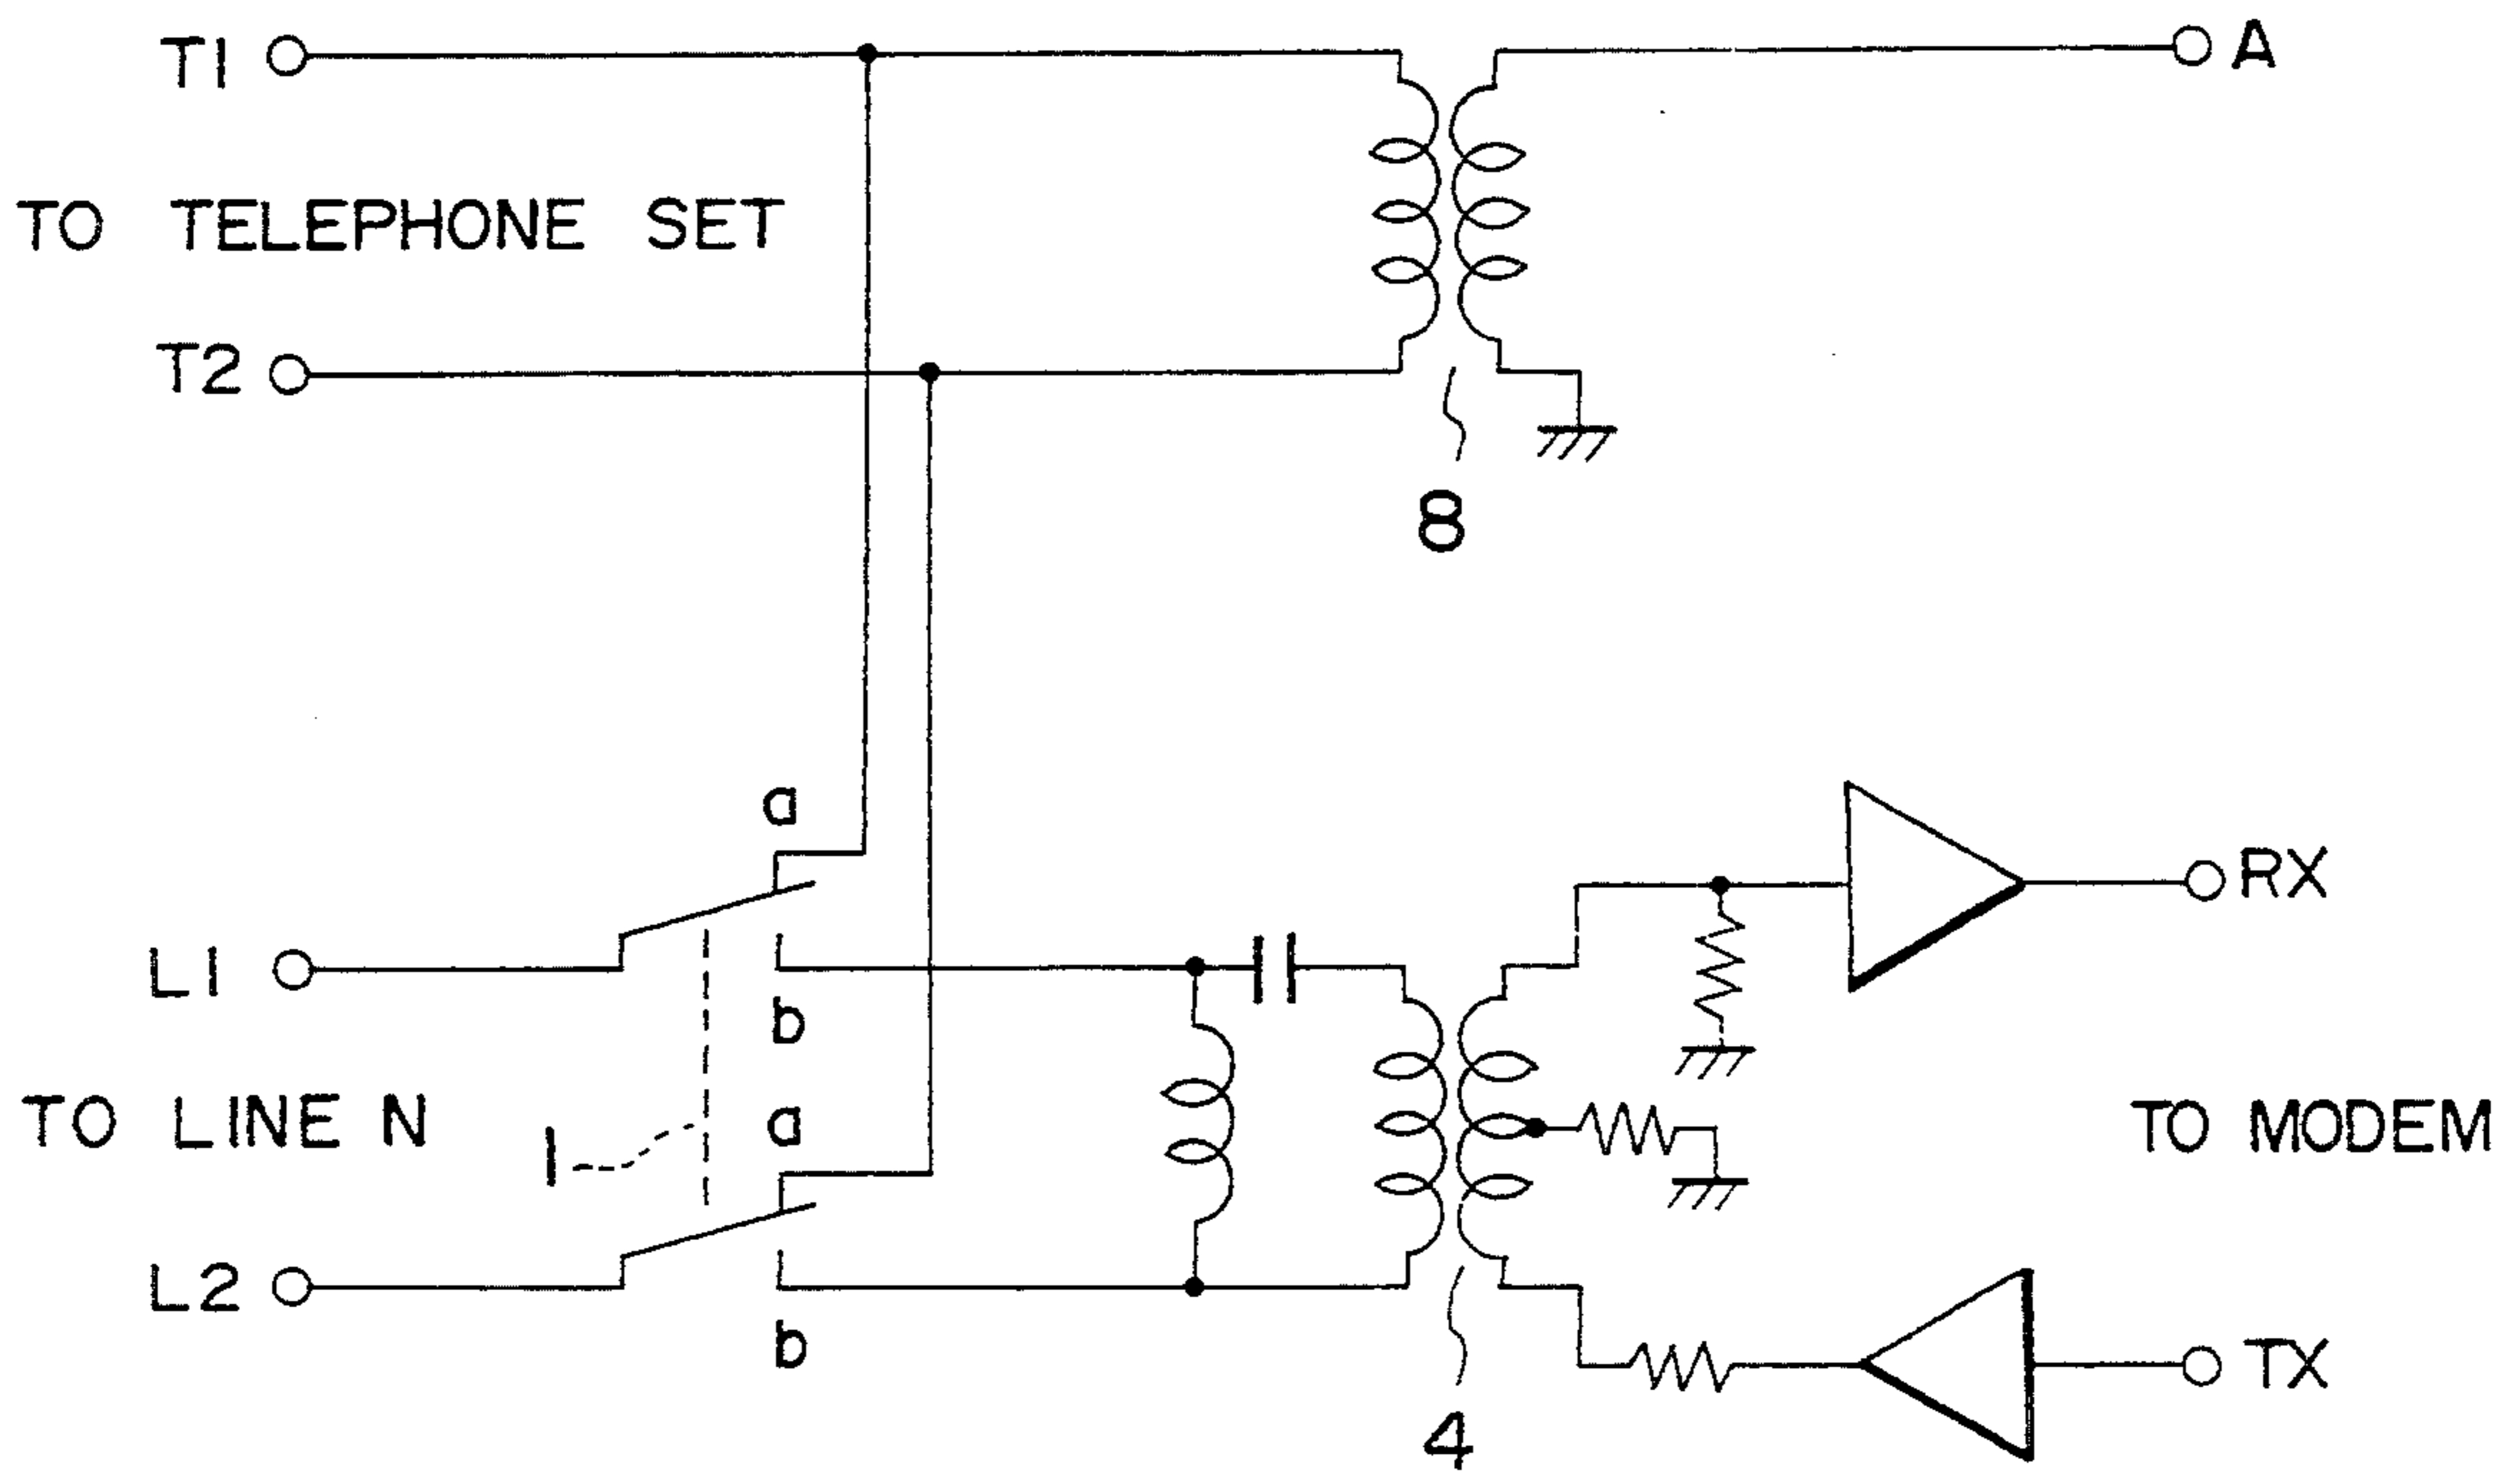 T1
A
TO TELEPHONE SET
T2
8
a
RX
L1
b
TO LINE N
1
a
TO MODEM
L2
b
TX
4